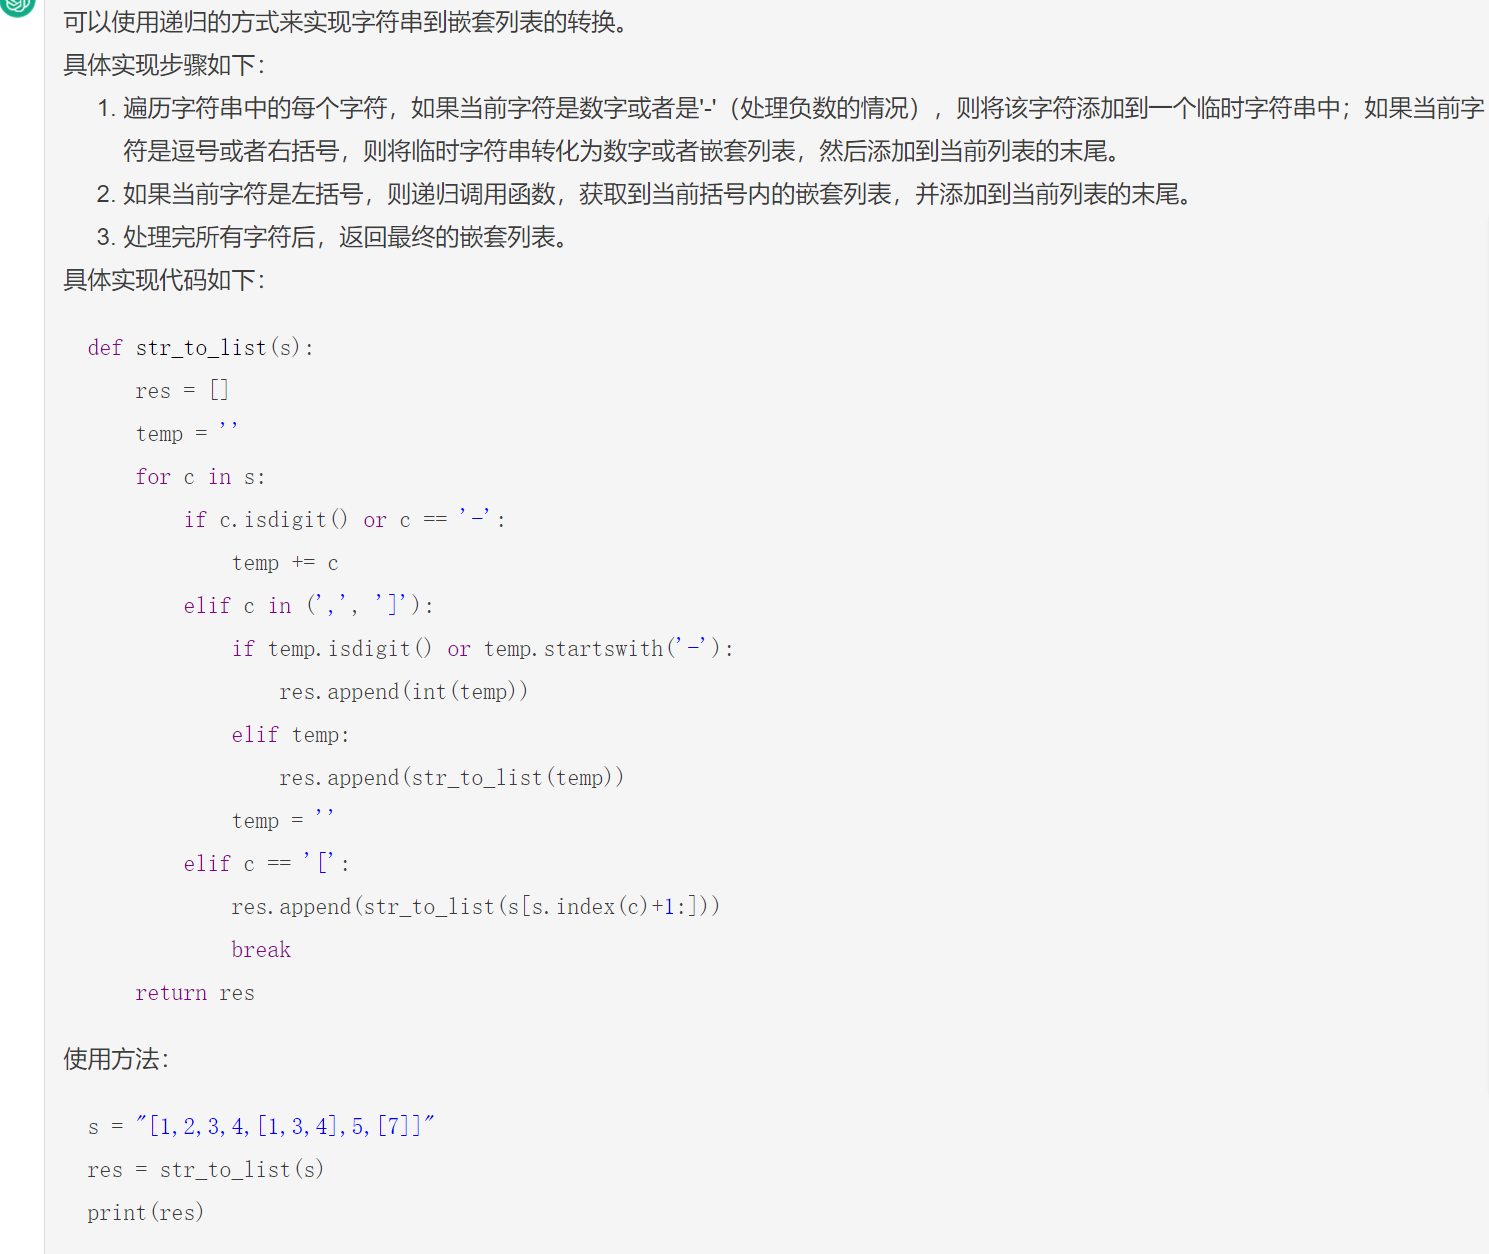 可以使用递归的方式来实现字符串到嵌套列表的转换。
具体实现步骤如下：
1. 遍历字符串中的每个字符，如果当前字符是数字或者是'-'（处理负数的情况），则将该字符添加到一个临时字符串中；如果当前字
符是逗号或者右括号，则将临时字符串转化为数字或者嵌套列表，然后添加到当前列表的末尾。
2. 如果当前字符是左括号，则递归调用函数，获取到当前括号内的嵌套列表，并添加到当前列表的末尾。
3. 处理完所有字符后，返回最终的嵌套列表。
具体实现代码如下：
def str_to_list(s):
    res = []
    temp = ''
    for c in s:
        if c.isdigit() or c == '-':
            temp += c
        elif c in (',', ']'):
            if temp.isdigit() or temp.startswith('-'):
                res.append(int(temp))
            elif temp:
                res.append(str_to_list(temp))
            temp = ''
        elif c == '[':
            res.append(str_to_list(s[s.index(c)+1:]))
            break
    return res
使用方法：
s = "[1,2,3,4,[1,3,4],5,[7]]"
res = str_to_list(s)
print(res)